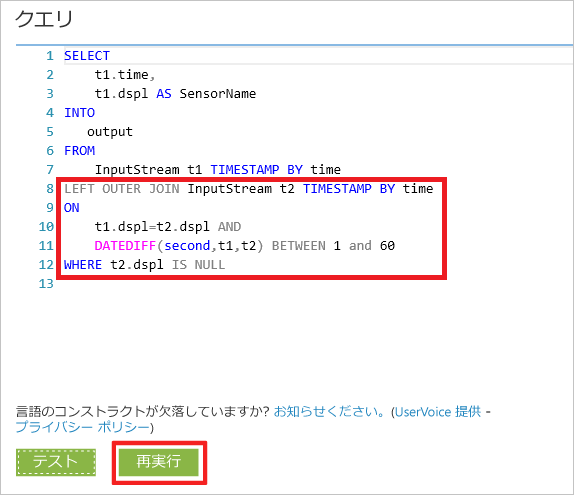 クエリ
1 SELECT
2 t1.time,
3 t1.dspl AS SensorName
4 INTO
5 output
6 FROM
7 InputStream t1 TIMESTAMP BY time
8 LEFT OUTER JOIN InputStream t2 TIMESTAMP BY time
9 ON
10 t1.dspl=t2.dspl AND
11 DATEDIFF(second,t1,t2) BETWEEN 1 and 60
12 WHERE t2.dspl IS NULL
13
言語のコンストラクトが欠落していますか? お知らせください。(UserVoice 提供 -
プライバシー ポリシー)
テスト 再実行